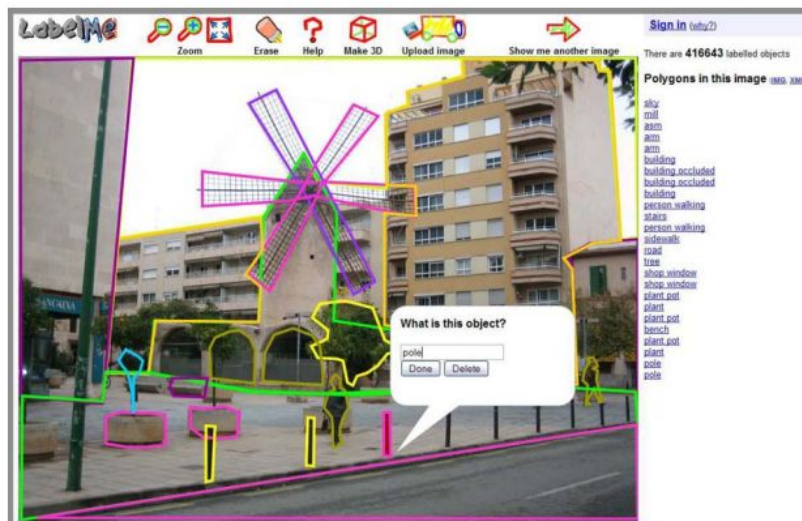 LabelMe
Zoom
Erase
Help
Make 3D
Upload image
Show me another image
Sign in (why?)
There are 416643 labelled objects
Polygons in this image (IMG, XML
sky
mill
asm
arm
arm
building
building occluded
building occluded
building
person walking
stairs
person walking
sidewalk
road
tree
shop window
shop window
plant pot
plant
plant pot
bench
plant pot
plant
pole
pole
What is this object?
pole
Done Delete